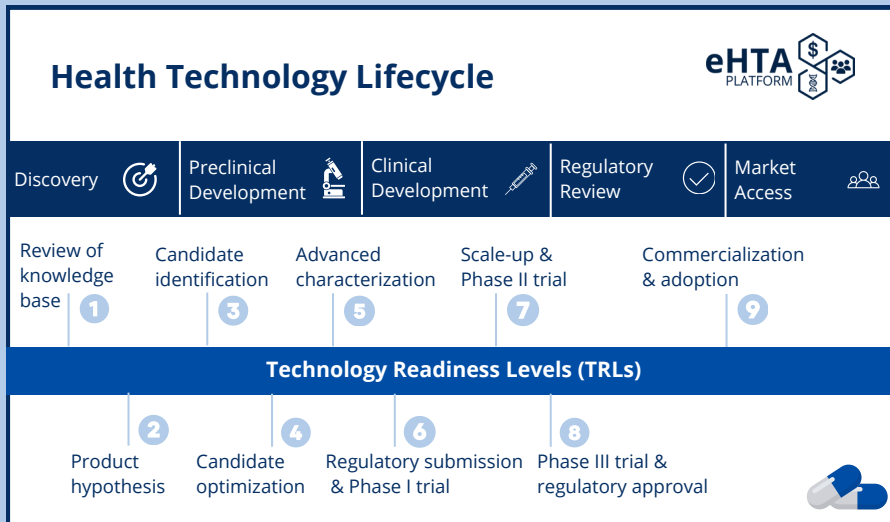 Health Technology Lifecycle
eHTA
PLATFORM
$
Discovery
Preclinical
Development
Clinical
Development
Regulatory
Review
Market
Access
Review of
knowledge
base
1
Candidate
identification
3
Advanced
characterization
5
Scale-up &
Phase II trial
7
Commercialization
& adoption
9
Technology Readiness Levels (TRLs)
2
Product
hypothesis
4
Candidate
optimization
6
Regulatory submission
& Phase I trial
8
Phase III trial &
regulatory approval